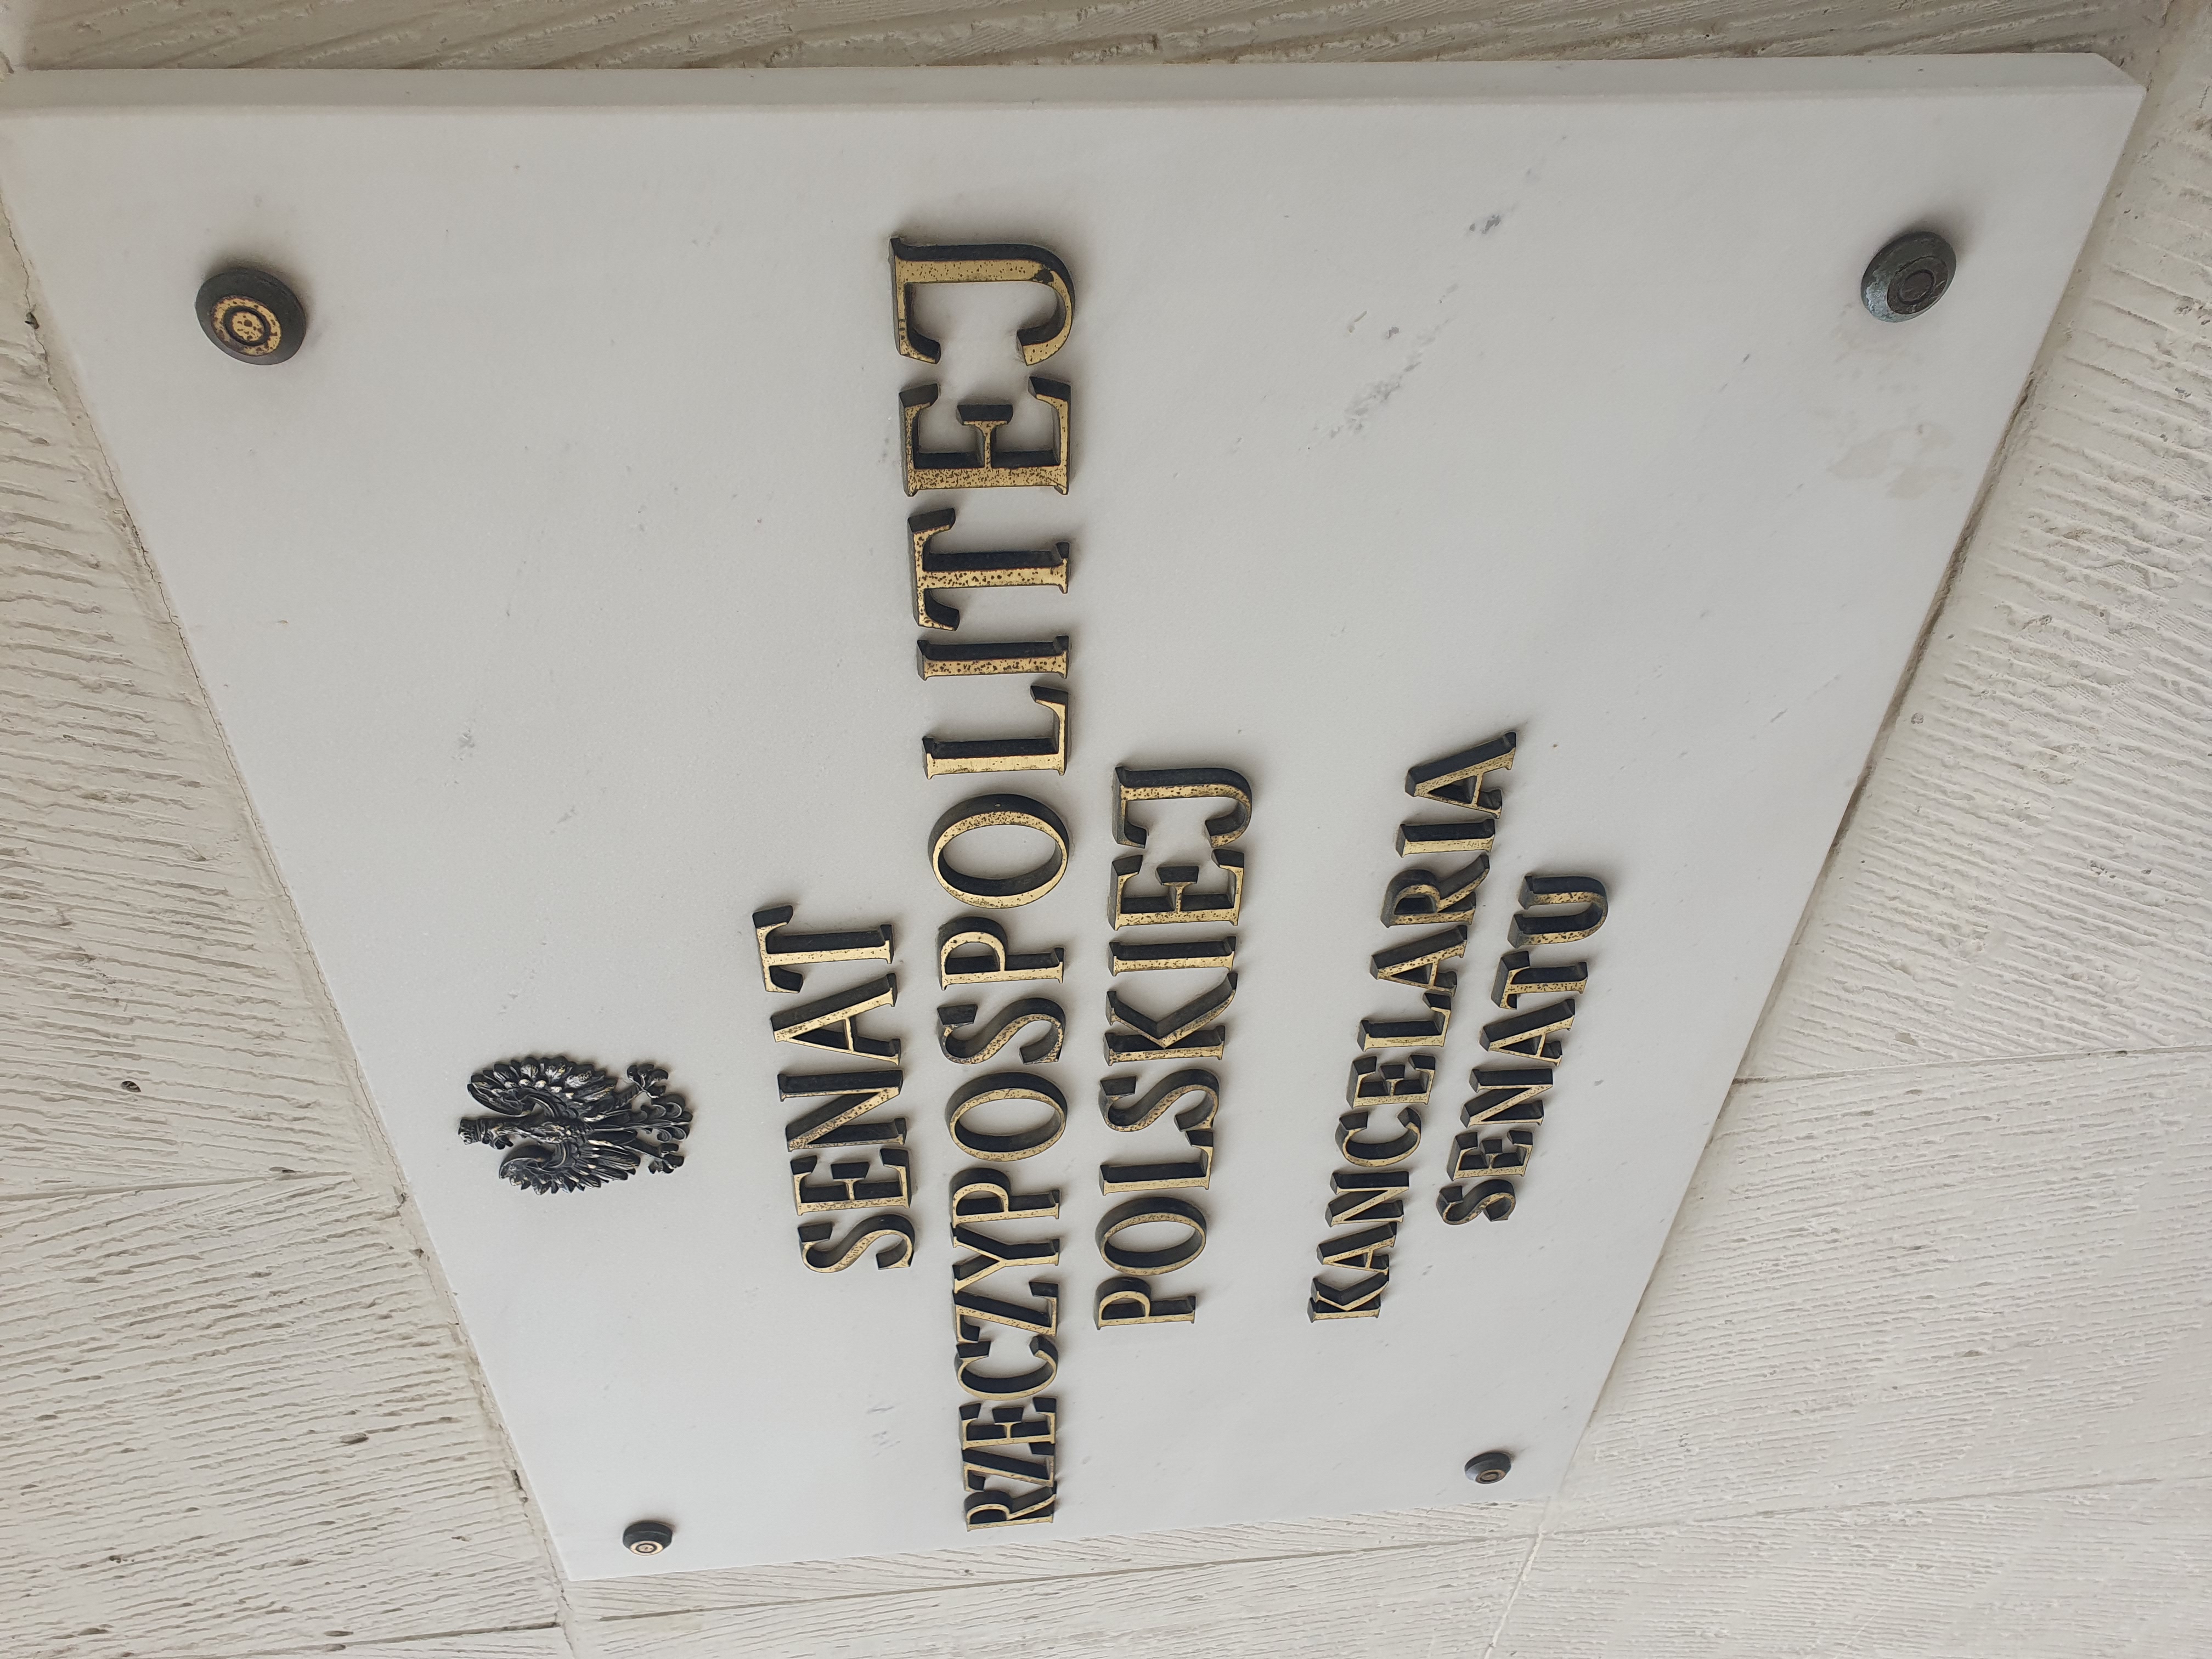 SENAT
RZECZYPOSPOLITEJ
POLSKIEJ
KANCELARIA
SENATU